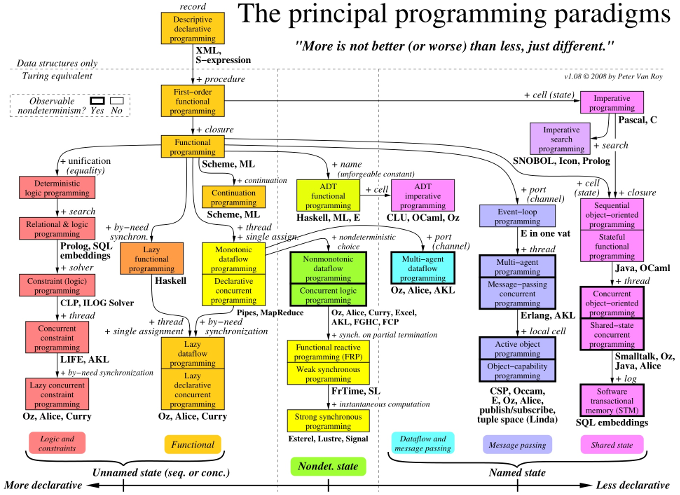 The principal programming paradigms
"More is not better (or worse) than less, just different."
v1.08 © 2008 by Peter Van Roy
record
Descriptive
declarative
programming
XML,
S-expression
Data structures only
Turing equivalent
+ procedure
Observable
nondeterminism? Yes No
First-order
functional
programming
+ cell (state)
Imperative
programming
Pascal, C
Imperative
search
programming
+ search
SNOBOL, Icon, Prolog
+ closure
Functional
programming
Scheme, ML
+ unification
(equality)
Deterministic
logic programming
+ search
Relational & logic
programming
Prolog, SQL
embeddings
+ solver
Constraint (logic)
programming
CLP, ILOG Solver
+ thread
Concurrent
constraint
programming
LIFE, AKL
+ by-need synchronization
Lazy concurrent
constraint
programming
Oz, Alice, Curry
+ continuation
Continuation
programming
Scheme, ML
+ by-need
synchron.
Lazy
functional
programming
Haskell
+ thread
+ single assignment
+ thread
+ single assign.
Monotonic
dataflow
programming
Declarative
concurrent
programming
Pipes, MapReduce
+ by-need
synchronization
Lazy
dataflow
programming
Lazy
declarative
concurrent
programming
Oz, Alice, Curry
+ name
(unforgeable constant)
ADT
functional
programming
Haskell, ML, E
+ cell
ADT
imperative
programming
CLU, OCaml, Oz
+ nondeterministic
choice
Nonmonotonic
dataflow
programming
Concurrent logic
programming
Oz, Alice, Curry, Excel,
AKL, FGHC, FCP
+ synch. on partial termination
Functional reactive
programming (FRP)
Weak synchronous
programming
FrTime, SL
+ instantaneous computation
Strong synchronous
programming
Esterel, Lustre, Signal
+ port
(channel)
Multi-agent
dataflow
programming
Oz, Alice, AKL
+ port
(channel)
Event-loop
programming
E in one vat
+ thread
Multi-agent
programming
Message-passing
concurrent
programming
Erlang, AKL
+ local cell
Active object
programming
Object-capability
programming
CSP, Occam,
E, Oz, Alice,
publish/subscribe,
tuple space (Linda)
+ cell
(state)
+ closure
Sequential
object-oriented
programming
Stateful
functional
programming
Java, OCaml
+ thread
Concurrent
object-oriented
programming
Shared-state
concurrent
programming
Smalltalk, Oz,
Java, Alice
+ log
Software
transactional
memory (STM)
SQL embeddings
Logic and
constraints
Functional
Nondet. state
Dataflow and
message passing
Message passing
Shared state
Unnamed state (seq. or conc.)
Named state
More declarative
Less declarative